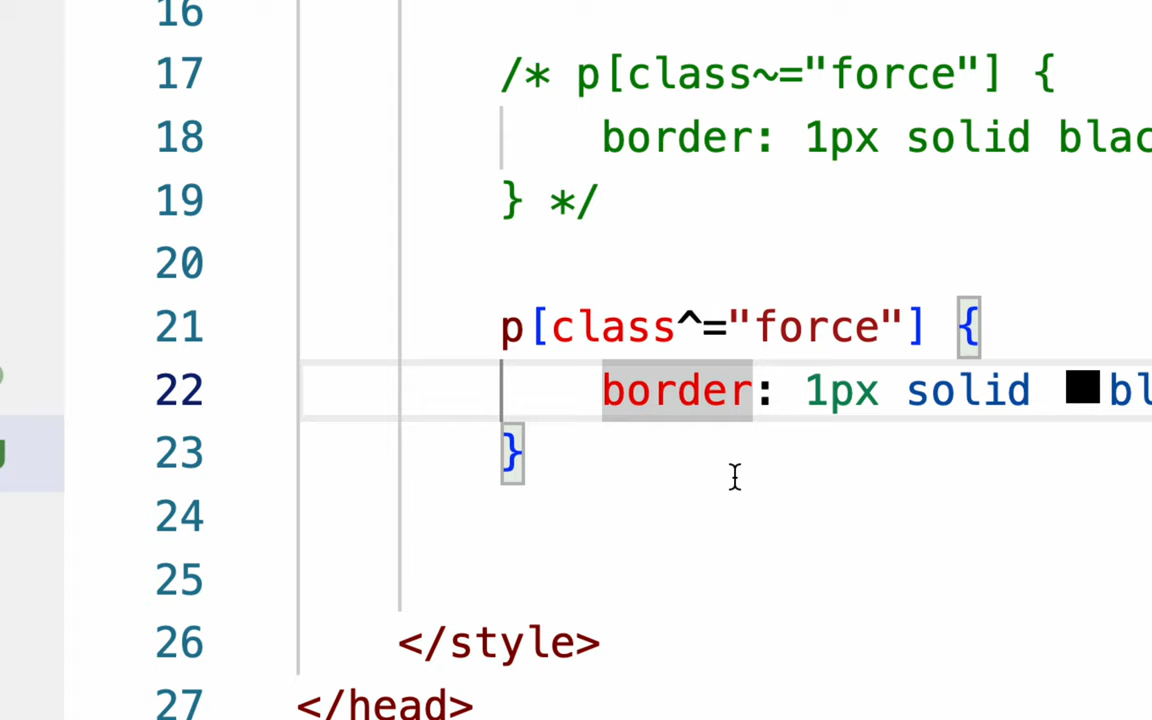 16
17 /* p[class~="force"] {
18 border: 1px solid blac
19 } */
20
21 p[class^="force"] {
22 border: 1px solid bl
23 }
24
25
26 </style>
27 </head>